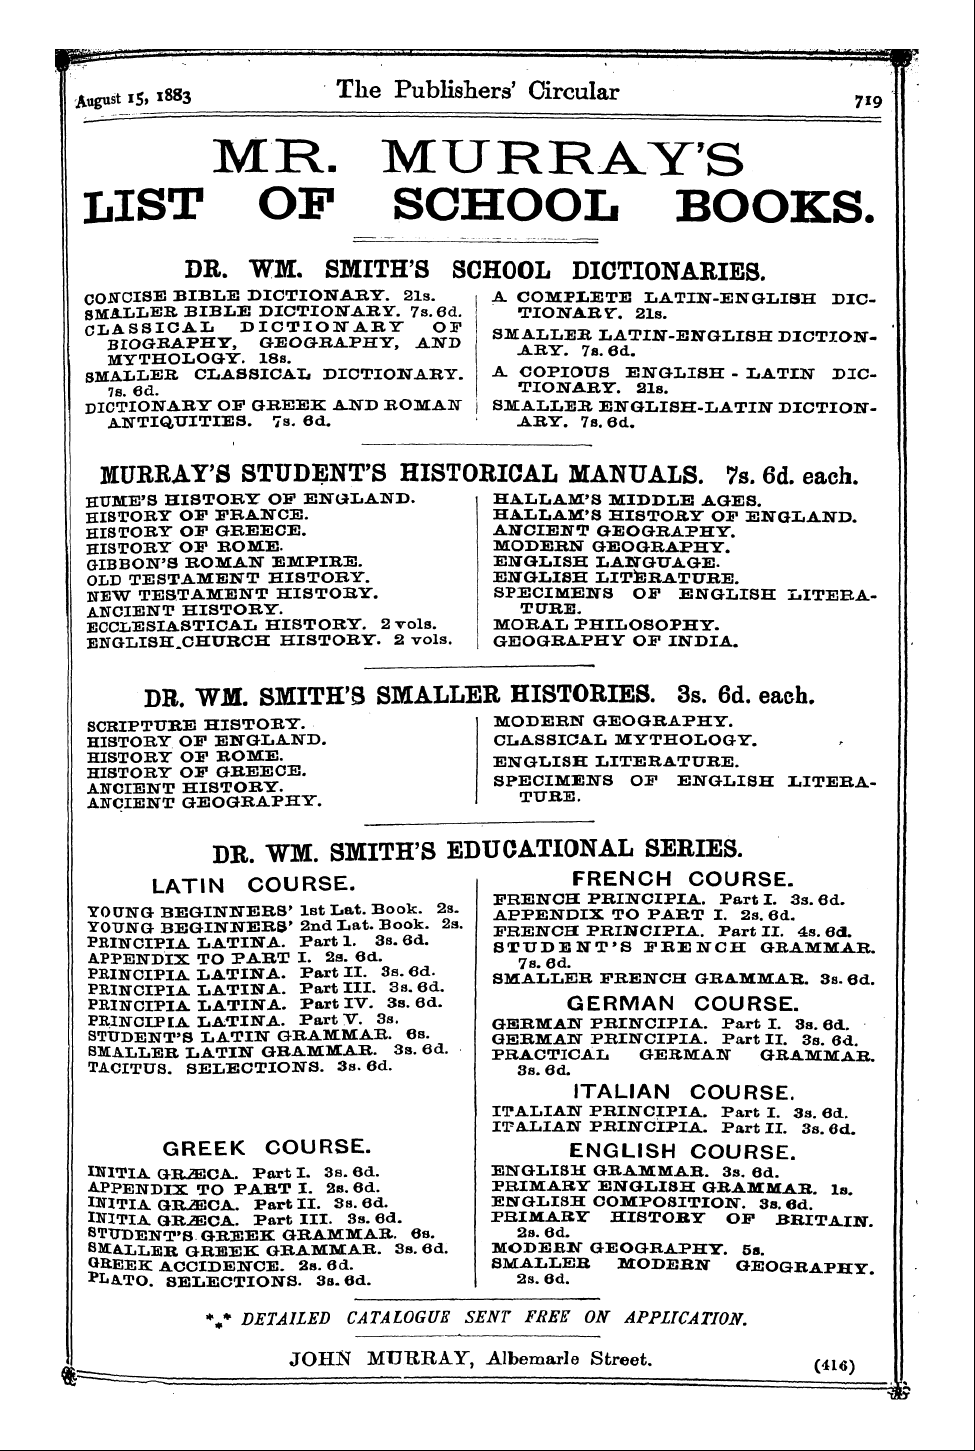 August 15, 1883 The Publishers' Circular 719
MR. MURRAY'S
LIST OF SCHOOL BOOKS.
DR. WM. SMITH'S SCHOOL DICTIONARIES.
CONCISE BIBLE DICTIONARY. 21s.
SMALLER BIBLE DICTIONARY. 7s. 6d.
CLASSICAL DICTIONARY OF
BIOGRAPHY, GEOGRAPHY, AND
MYTHOLOGY. 18s.
SMALLER CLASSICAL DICTIONARY.
7s. 6d.
DICTIONARY OF GREEK AND ROMAN
ANTIQUITIES. 7s. 6d.
A COMPLETE LATIN-ENGLISH DIC-
TIONARY. 21s.
SMALLER LATIN-ENGLISH DICTION-
ARY. 7s. 6d.
A COPIOUS ENGLISH-LATIN DIC-
TIONARY. 21s.
SMALLER ENGLISH-LATIN DICTION-
ARY. 7s. 6d.
MURRAY'S STUDENT'S HISTORICAL MANUALS. 7s. 6d. each.
HUME'S HISTORY OF ENGLAND.
HISTORY OF FRANCE.
HISTORY OF GREECE.
HISTORY OF ROME.
GIBBON'S ROMAN EMPIRE.
OLD TESTAMENT HISTORY.
NEW TESTAMENT HISTORY.
ANCIENT HISTORY.
ECCLESIASTICAL HISTORY. 2 vols.
ENGLISH CHURCH HISTORY. 2 vols.
HALLAM'S MIDDLE AGES.
HALLAM'S HISTORY OF ENGLAND.
ANCIENT GEOGRAPHY.
MODERN GEOGRAPHY.
ENGLISH LANGUAGE.
ENGLISH LITERATURE.
SPECIMENS OF ENGLISH LITERA-
TURE.
MORAL PHILOSOPHY.
GEOGRAPHY OF INDIA.
DR. WM. SMITH'S SMALLER HISTORIES. 3s. 6d. each.
SCRIPTURE HISTORY.
HISTORY OF ENGLAND.
HISTORY OF ROME.
HISTORY OF GREECE.
ANCIENT HISTORY.
ANCIENT GEOGRAPHY.
MODERN GEOGRAPHY.
CLASSICAL MYTHOLOGY.
ENGLISH LITERATURE.
SPECIMENS OF ENGLISH LITERA-
TURE.
DR. WM. SMITH'S EDUCATIONAL SERIES.
LATIN COURSE.
YOUNG BEGINNERS' 1st Lat. Book. 2s.
YOUNG BEGINNERS' 2nd Lat. Book. 2s.
PRINCIPIA LATINA. Part 1. 3s. 6d.
APPENDIX TO PART I. 2s. 6d.
PRINCIPIA LATINA. Part II. 3s. 6d.
PRINCIPIA LATINA. Part III. 3s. 6d.
PRINCIPIA LATINA. Part IV. 3s. 6d.
PRINCIPIA LATINA. Part V. 3s.
STUDENT'S LATIN GRAMMAR. 6s.
SMALLER LATIN GRAMMAR. 3s. 6d.
TACITUS. SELECTIONS. 3s. 6d.
GREEK COURSE.
INITIA GRÆCA. Part I. 3s. 6d.
APPENDIX TO PART I. 2s. 6d.
INITIA GRÆCA. Part II. 3s. 6d.
INITIA GRÆCA. Part III. 3s. 6d.
STUDENT'S GREEK GRAMMAR. 6s.
SMALLER GREEK GRAMMAR. 3s. 6d.
GREEK ACCIDENCE. 2s. 6d.
PLATO. SELECTIONS. 3s. 6d.
FRENCH COURSE.
FRENCH PRINCIPIA. Part I. 3s. 6d.
APPENDIX TO PART I. 2s. 6d.
FRENCH PRINCIPIA. Part II. 4s. 6d.
STUDENT'S FRENCH GRAMMAR.
7s. 6d.
SMALLER FRENCH GRAMMAR. 3s. 6d.
GERMAN COURSE.
GERMAN PRINCIPIA. Part I. 3s. 6d.
GERMAN PRINCIPIA. Part II. 3s. 6d.
PRACTICAL GERMAN GRAMMAR.
3s. 6d.
ITALIAN COURSE.
ITALIAN PRINCIPIA. Part I. 3s. 6d.
ITALIAN PRINCIPIA. Part II. 3s. 6d.
ENGLISH COURSE.
ENGLISH GRAMMAR. 3s. 6d.
PRIMARY ENGLISH GRAMMAR. 1s.
ENGLISH COMPOSITION. 3s. 6d.
PRIMARY HISTORY OF BRITAIN.
2s. 6d.
MODERN GEOGRAPHY. 5s.
SMALLER MODERN GEOGRAPHY.
2s. 6d.
*⁎* DETAILED CATALOGUE SENT FREE ON APPLICATION.
JOHN MURRAY, Albemarle Street.
(416)